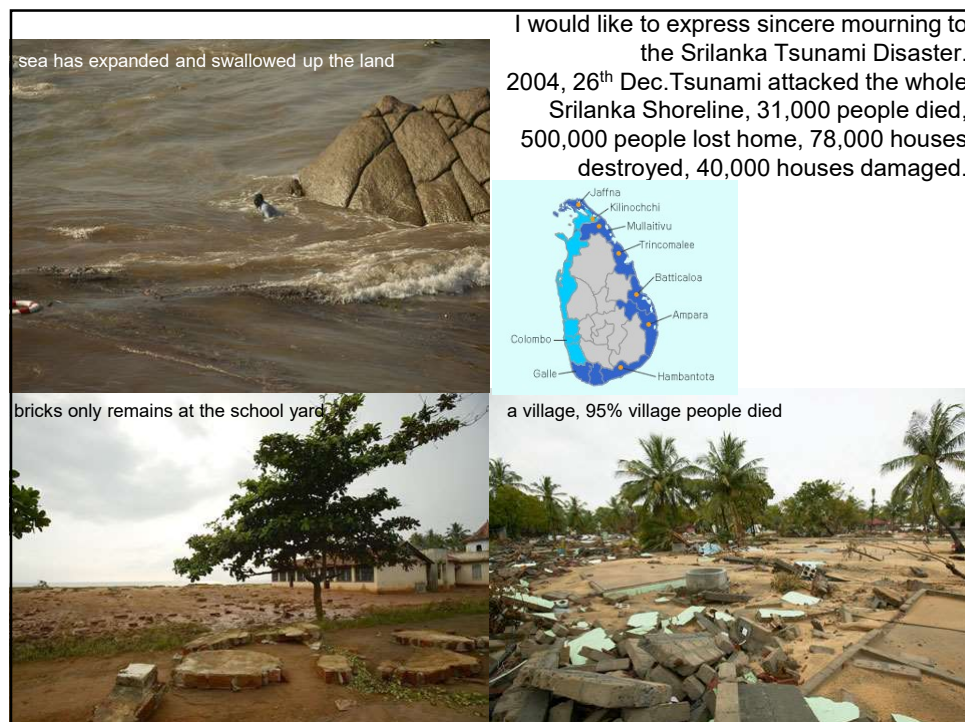 I would like to express sincere mourning to
the Srilanka Tsunami Disaster.
2004, 26th Dec.Tsunami attacked the whole
Srilanka Shoreline, 31,000 people died,
500,000 people lost home, 78,000 houses
destroyed, 40,000 houses damaged.
sea has expanded and swallowed up the land
Jaffna
Kilinochchi
Mullaitivu
Trincomalee
Batticaloa
Ampara
Colombo
Galle
Hambantota
bricks only remains at the school yard
a village, 95% village people died